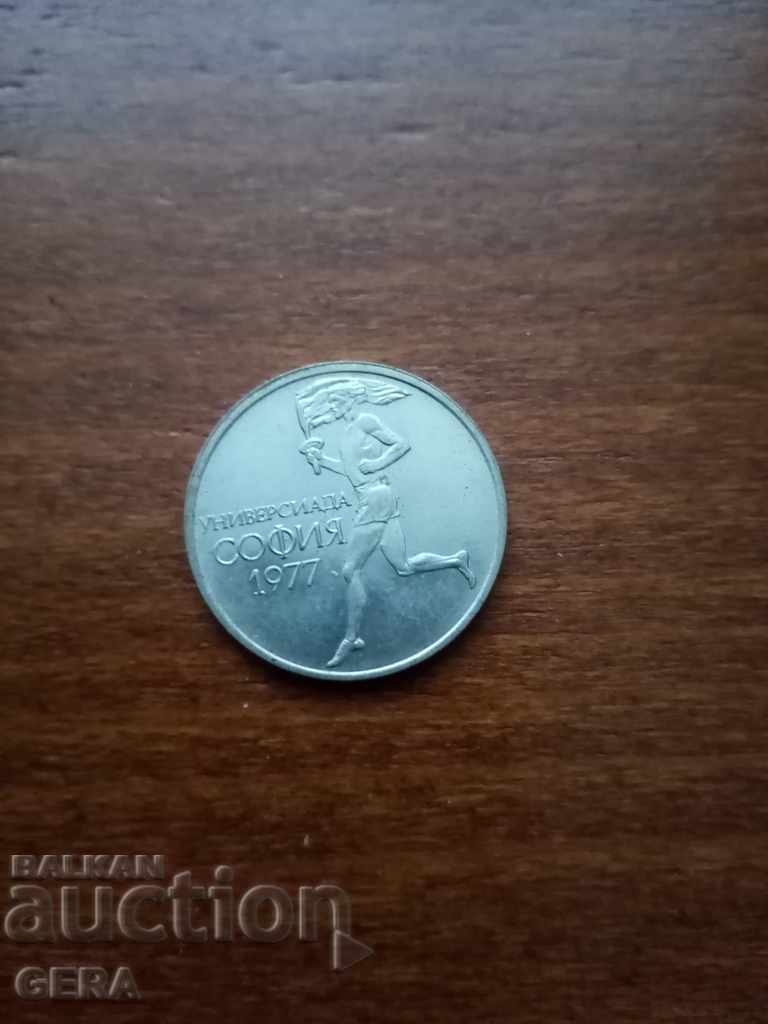 УНИВЕРСИАДА
СОФИЯ
1977
BALKAN
auction
GERA